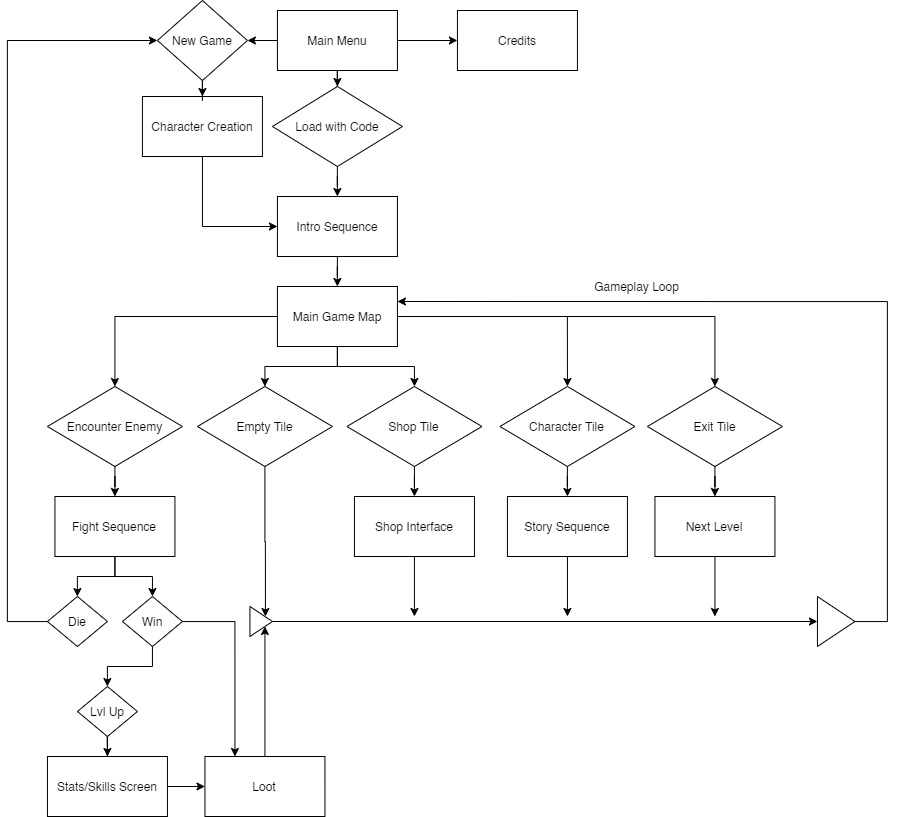 New Game
Main Menu
Credits
Character Creation
Load with Code
Intro Sequence
Gameplay Loop
Main Game Map
Encounter Enemy
Empty Tile
Shop Tile
Character Tile
Exit Tile
Fight Sequence
Shop Interface
Story Sequence
Next Level
Die
Win
Lvl Up
Stats/Skills Screen
Loot